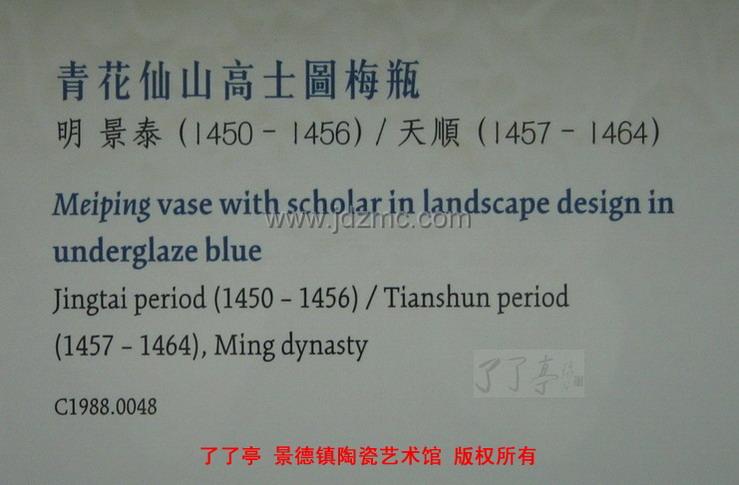 青花仙山高士圖梅瓶
明 景泰 (1450 - 1456) / 天順 (1457 - 1464)
Meiping vase with scholar in landscape design in
www.jdzmc.com
underglaze blue
Jingtai period (1450 – 1456) / Tianshun period
(1457 – 1464), Ming dynasty
了了亭
C1988.0048
了了亭 景德镇陶瓷艺术馆 版权所有